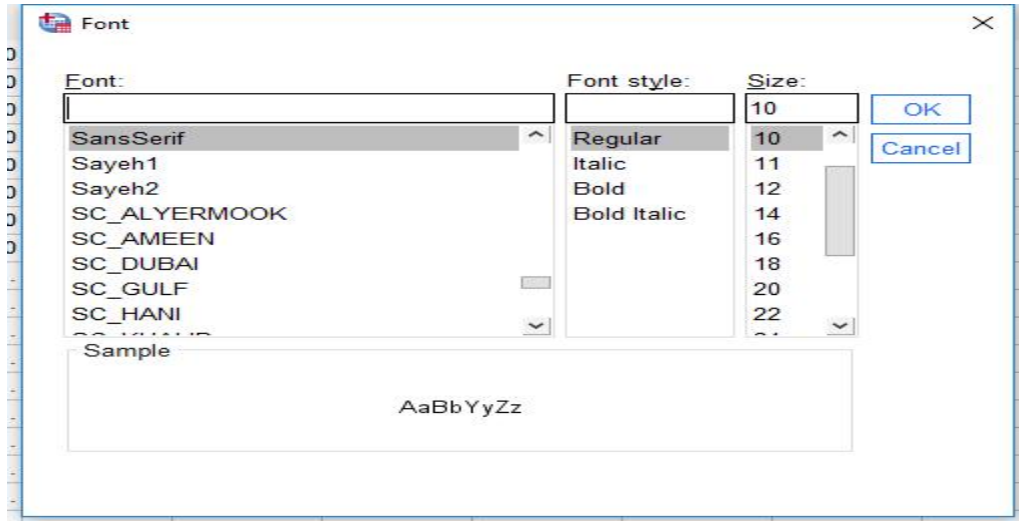 Font
Font: Font style: Size:
10 OK
SansSerif Regular 10
Cancel
Sayeh1 Italic 11
Sayeh2 Bold 12
SC_ALYERMOOK Bold Italic 14
SC_AMEEN 16
SC_DUBAI 18
SC_GULF 20
SC_HANI 22
Sample
AaBbYyZz